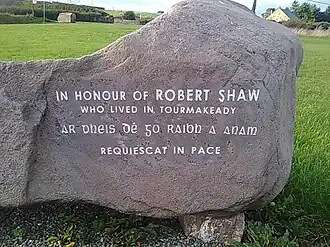 IN HONOUR OF ROBERT SHAW
WHO LIVED IN TOURMAKEADY
AR DHEIS DÉ GO RAIBH A ANAM
REQUIESCAT IN PACE